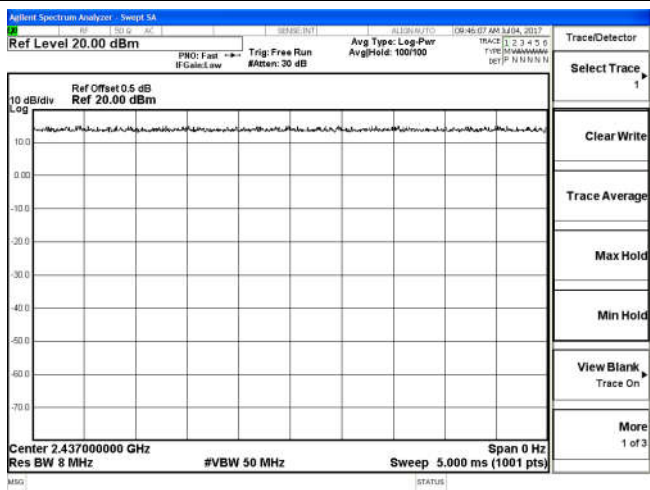 Agilent Spectrum Analyzer - Swept SA
RF 50 Ω AC SENSE:INT ALIGNAUTO 09:46:07 AM Jul 04, 2017
Ref Level 20.00 dBm
PNO: Fast
IFGain:Low
Trig: Free Run
#Atten: 30 dB
Avg Type: Log-Pwr
Avg|Hold: 100/100
TRACE 1 2 3 4 5 6
TYPE
DET P N N N N N
Trace/Detector
Select Trace
1
Clear Write
Trace Average
Max Hold
Min Hold
View Blank
Trace On
More
1 of 3
Ref Offset 0.5 dB
10 dB/div Ref 20.00 dBm
Log
10.0
0.00
-10.0
-20.0
-30.0
-40.0
-50.0
-60.0
-70.0
Center 2.437000000 GHz Span 0 Hz
Res BW 8 MHz #VBW 50 MHz Sweep 5.000 ms (1001 pts)
MSG STATUS